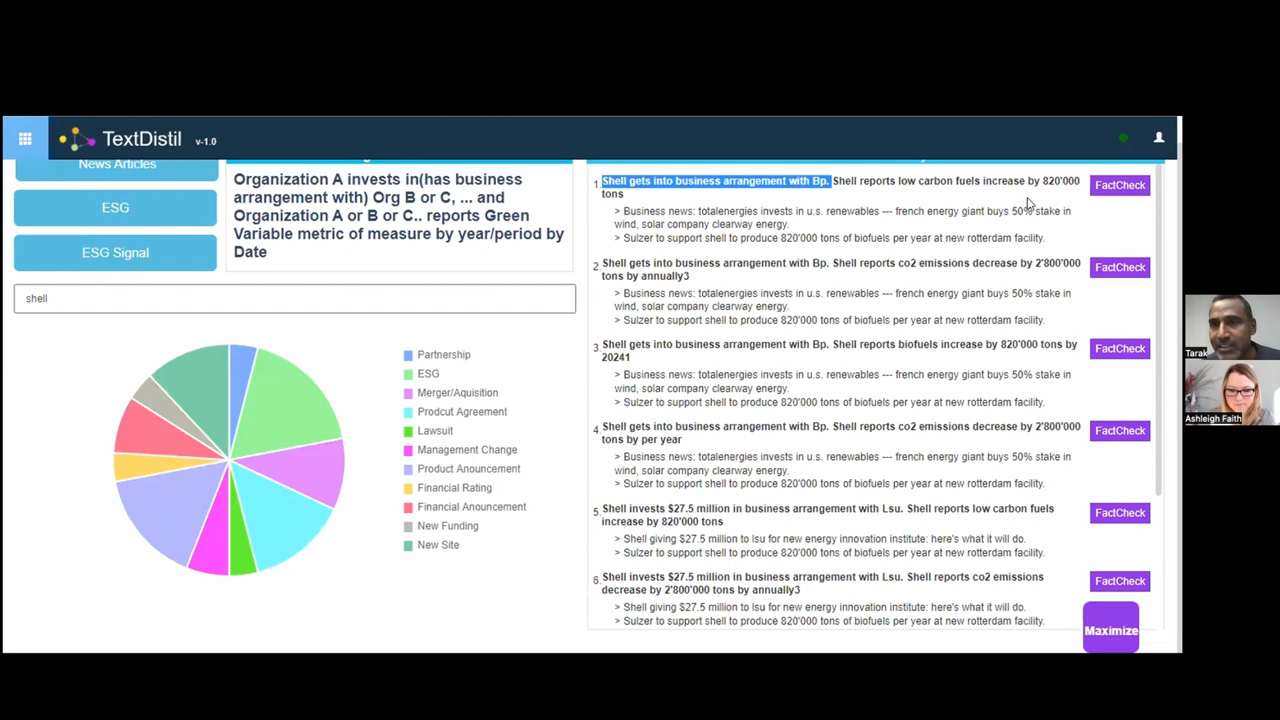 TextDistil v-1.0
News Articles
ESG
ESG Signal
Organization A invests in(has business
arrangement with) Org B or C, ... and
Organization A or B or C.. reports Green
Variable metric of measure by year/period by
Date
shell
Partnership
ESG
Merger/Aquisition
Prodcut Agreement
Lawsuit
Management Change
Product Anouncement
Financial Rating
Financial Anouncement
New Funding
New Site
1. Shell gets into business arrangement with Bp. Shell reports low carbon fuels increase by 820'000
tons
> Business news: totalenergies invests in u.s. renewables --- french energy giant buys 50% stake in
wind, solar company clearway energy.
> Sulzer to support shell to produce 820'000 tons of biofuels per year at new rotterdam facility.
FactCheck
2. Shell gets into business arrangement with Bp. Shell reports co2 emissions decrease by 2'800'000
tons by annually3
> Business news: totalenergies invests in u.s. renewables --- french energy giant buys 50% stake in
wind, solar company clearway energy.
> Sulzer to support shell to produce 820'000 tons of biofuels per year at new rotterdam facility.
FactCheck
3. Shell gets into business arrangement with Bp. Shell reports biofuels increase by 820'000 tons by
20241
> Business news: totalenergies invests in u.s. renewables --- french energy giant buys 50% stake in
wind, solar company clearway energy.
> Sulzer to support shell to produce 820'000 tons of biofuels per year at new rotterdam facility.
FactCheck
4. Shell gets into business arrangement with Bp. Shell reports co2 emissions decrease by 2'800'000
tons by per year
> Business news: totalenergies invests in u.s. renewables --- french energy giant buys 50% stake in
wind, solar company clearway energy.
> Sulzer to support shell to produce 820'000 tons of biofuels per year at new rotterdam facility.
FactCheck
5. Shell invests $27.5 million in business arrangement with Lsu. Shell reports low carbon fuels
increase by 820'000 tons
> Shell giving $27.5 million to lsu for new energy innovation institute: here's what it will do.
> Sulzer to support shell to produce 820'000 tons of biofuels per year at new rotterdam facility.
FactCheck
6. Shell invests $27.5 million in business arrangement with Lsu. Shell reports co2 emissions
decrease by 2'800'000 tons by annually3
> Shell giving $27.5 million to lsu for new energy innovation institute: here's what it will do.
> Sulzer to support shell to produce 820'000 tons of biofuels per year at new rotterdam facility.
FactCheck
Maximize
Tarak
Ashleigh Faith